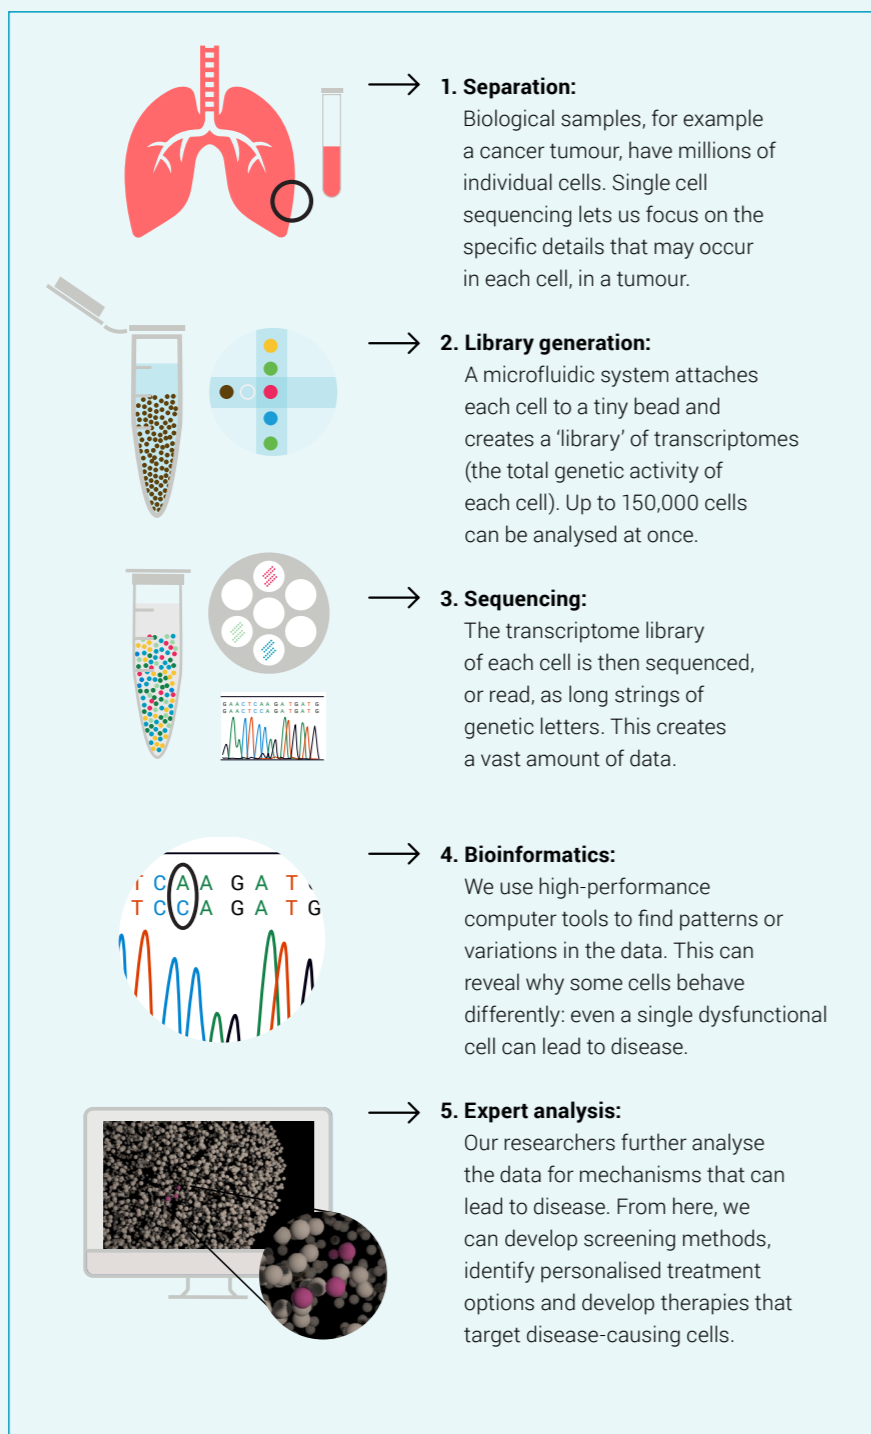 1. Separation:
Biological samples, for example
a cancer tumour, have millions of
individual cells. Single cell
sequencing lets us focus on the
specific details that may occur
in each cell, in a tumour.
2. Library generation:
A microfluidic system attaches
each cell to a tiny bead and
creates a ‘library’ of transcriptomes
(the total genetic activity of
each cell). Up to 150,000 cells
can be analysed at once.
3. Sequencing:
The transcriptome library
of each cell is then sequenced,
or read, as long strings of
genetic letters. This creates
a vast amount of data.
GAACTCAAGATGATG
GAACTCCAGATGATG
4. Bioinformatics:
We use high-performance
computer tools to find patterns or
variations in the data. This can
reveal why some cells behave
differently: even a single dysfunctional
cell can lead to disease.
T C A A G A T
T C C A G A T G
5. Expert analysis:
Our researchers further analyse
the data for mechanisms that can
lead to disease. From here, we
can develop screening methods,
identify personalised treatment
options and develop therapies that
target disease-causing cells.